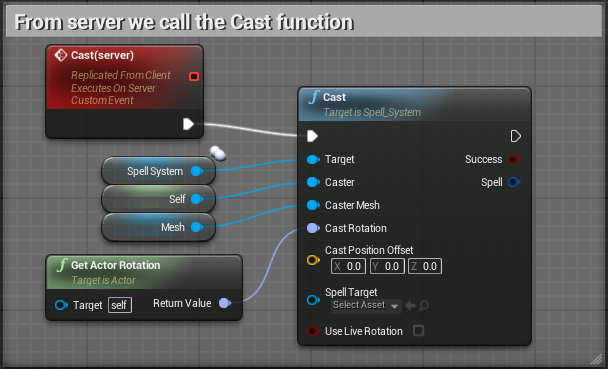 From server we call the Cast function
Cast(server)
Replicated From Client
Executes On Server
Custom Event
f Cast
Target is Spell_System
Spell System
Self
Mesh
Target
Success
Caster
Spell
Caster Mesh
Cast Rotation
Cast Position Offset
X 0.0 Y 0.0 Z 0.0
Spell Target
Select Asset
Use Live Rotation
f Get Actor Rotation
Target is Actor
Target self Return Value